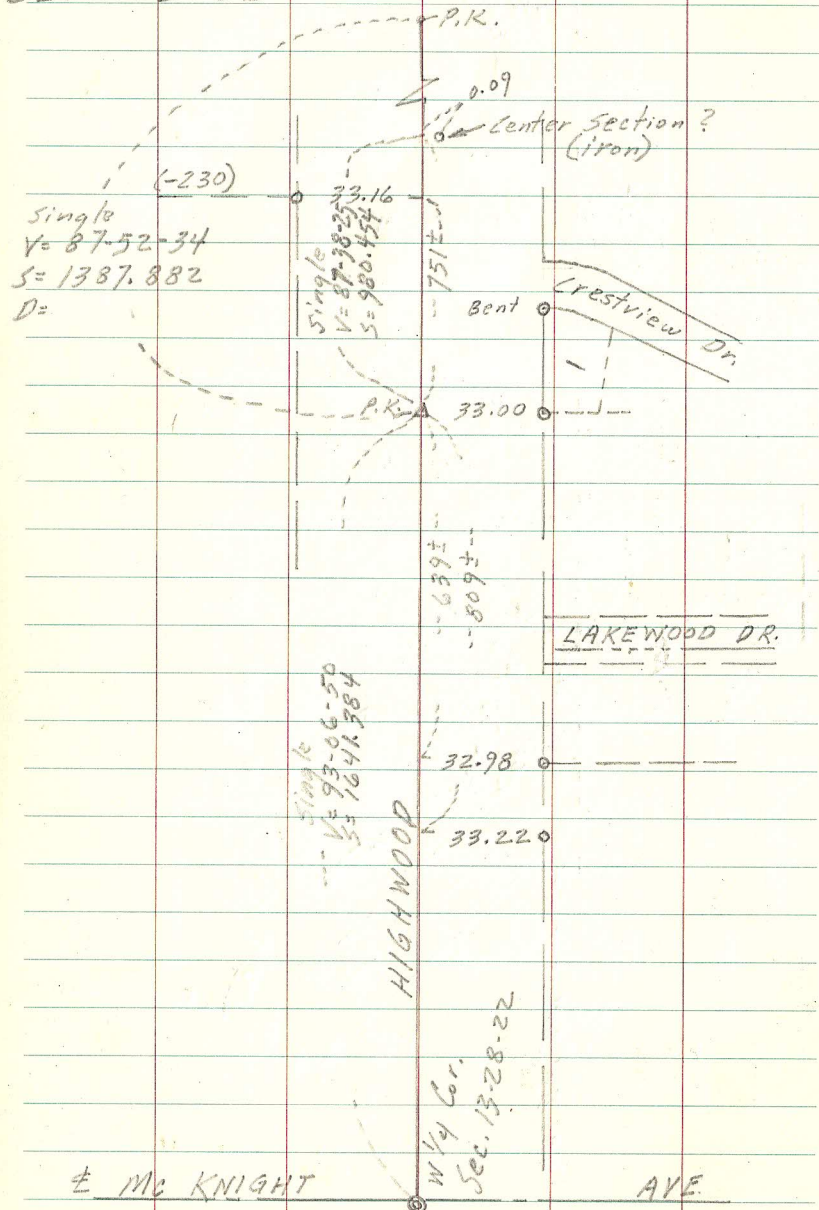 P.K.
0.09
Center Section ?
(iron)
(-230)
33.16
Single
V= 87-52-34
S= 1387.882
D=
Single
V= 87-38-25
S= 980.454
751±
Bent
Crestview Dr.
1
P.K.
33.00
639±
809±
LAKEWOOD DR.
Single
V= 93-06-50
S= 1641.384
32.98
33.22
HIGHWOOD
W 1/4 Cor.
Sec. 13-28-22
℄ Mc KNIGHT AVE.